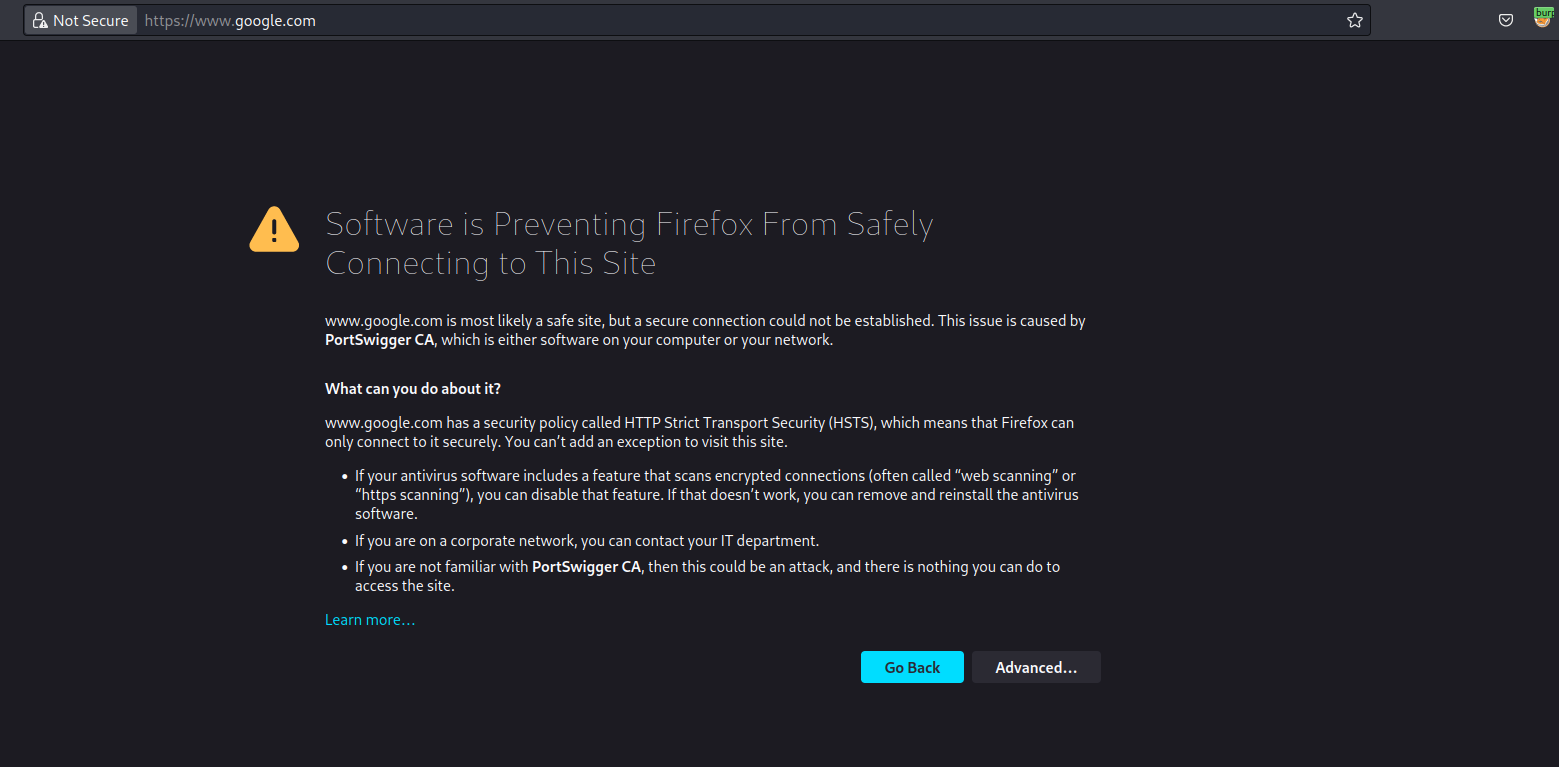 Not Secure https://www.google.com
burp
Software is Preventing Firefox From Safely
Connecting to This Site
www.google.com is most likely a safe site, but a secure connection could not be established. This issue is caused by
PortSwigger CA, which is either software on your computer or your network.
What can you do about it?
www.google.com has a security policy called HTTP Strict Transport Security (HSTS), which means that Firefox can
only connect to it securely. You can’t add an exception to visit this site.
• If your antivirus software includes a feature that scans encrypted connections (often called “web scanning” or
“https scanning”), you can disable that feature. If that doesn’t work, you can remove and reinstall the antivirus
software.
• If you are on a corporate network, you can contact your IT department.
• If you are not familiar with PortSwigger CA, then this could be an attack, and there is nothing you can do to
access the site.
Learn more…
Go Back Advanced…